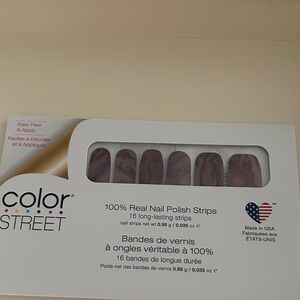 Easy Peel
& Apply
Faciles à Décoller
et à Appliquer
color
STREET
100% Real Nail Polish Strips
16 long-lasting strips
nail strips net wt 0.99 g / 0.035 oz e
Made in USA
Fabriquées aux
ÉTATS-UNIS
Bandes de vernis
à ongles véritable à 100%
16 bandes de longue durée
Poids net des bandes de vernis 0.99 g / 0.035 oz e